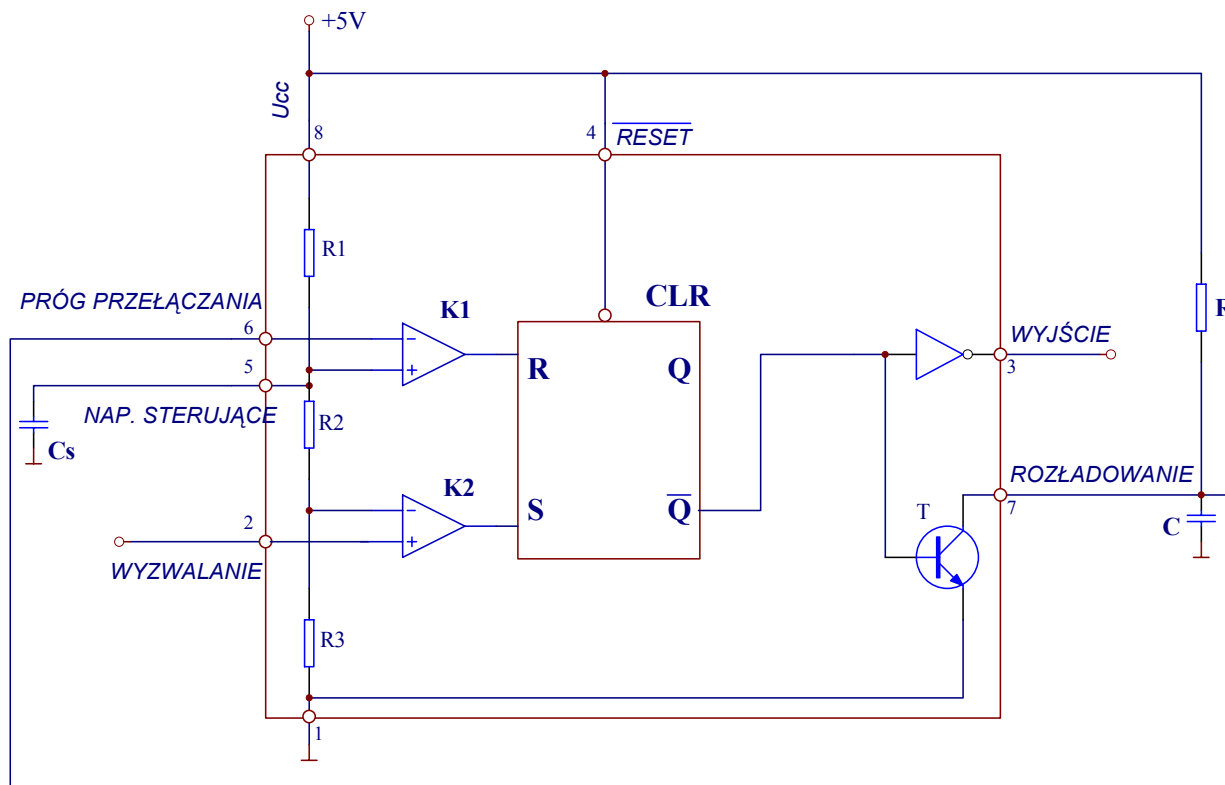 +5V
Ucc
8
4
RESET
R1
PRÓG PRZEŁĄCZANIA
6
K1
CLR
R
WYJŚCIE
3
5
R
Q
NAP. STERUJĄCE
R2
Cs
K2
ROZŁADOWANIE
7
2
S
Q
T
C
WYZWALANIE
R3
1